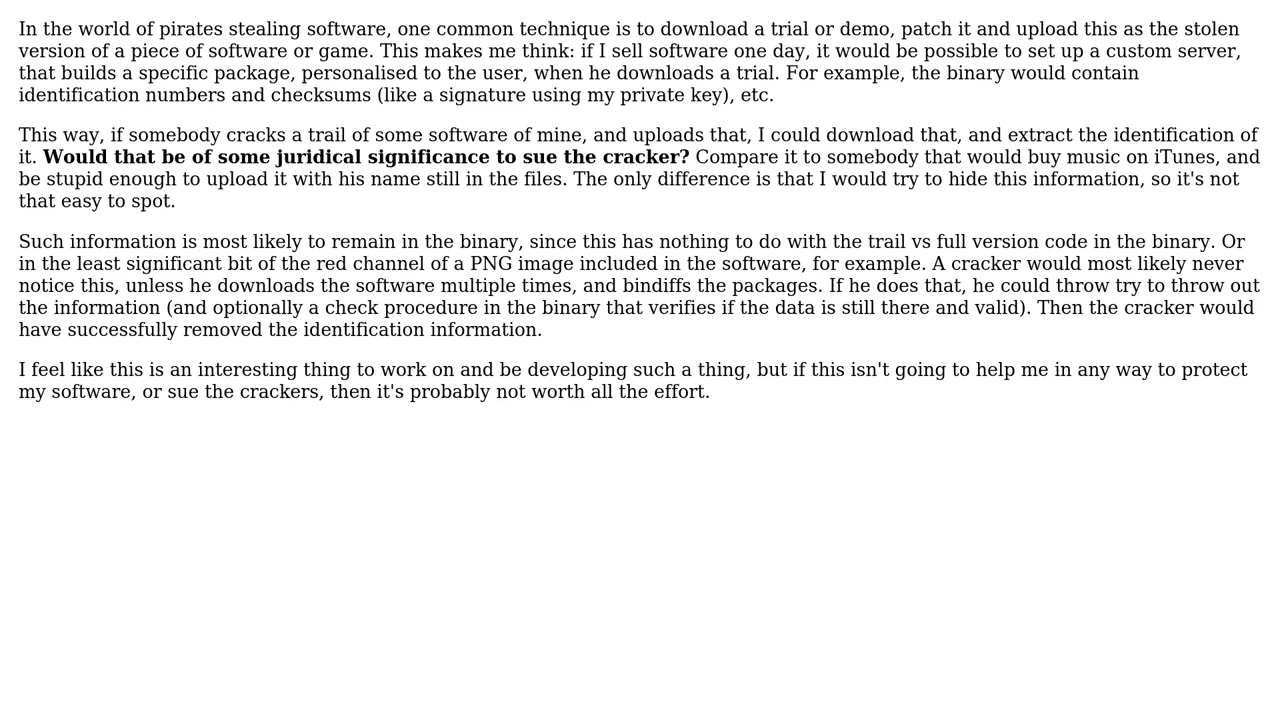 In the world of pirates stealing software, one common technique is to download a trial or demo, patch it and upload this as the stolen
version of a piece of software or game. This makes me think: if I sell software one day, it would be possible to set up a custom server,
that builds a specific package, personalised to the user, when he downloads a trial. For example, the binary would contain
identification numbers and checksums (like a signature using my private key), etc.
This way, if somebody cracks a trail of some software of mine, and uploads that, I could download that, and extract the identification of
it. Would that be of some juridical significance to sue the cracker? Compare it to somebody that would buy music on iTunes, and
be stupid enough to upload it with his name still in the files. The only difference is that I would try to hide this information, so it's not
that easy to spot.
Such information is most likely to remain in the binary, since this has nothing to do with the trail vs full version code in the binary. Or
in the least significant bit of the red channel of a PNG image included in the software, for example. A cracker would most likely never
notice this, unless he downloads the software multiple times, and bindiffs the packages. If he does that, he could throw try to throw out
the information (and optionally a check procedure in the binary that verifies if the data is still there and valid). Then the cracker would
have successfully removed the identification information.
I feel like this is an interesting thing to work on and be developing such a thing, but if this isn't going to help me in any way to protect
my software, or sue the crackers, then it's probably not worth all the effort.